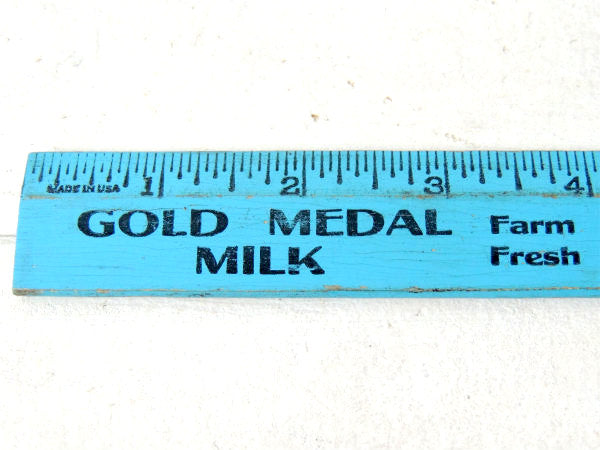 1 2 3 4
MADE IN USA
GOLD MEDAL Farm
MILK Fresh